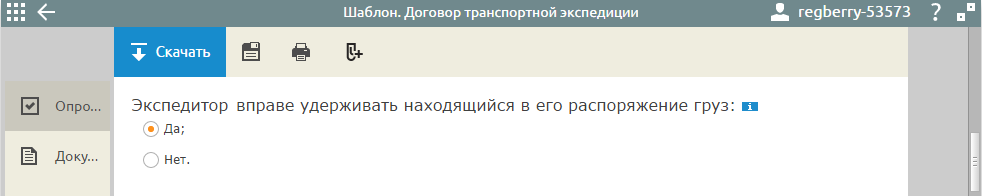 Шаблон. Договор транспортной экспедиции
regberry-53573
?
Скачать
Опро...
Экспедитор вправе удерживать находящийся в его распоряжение груз:
Да;
Доку...
Нет.